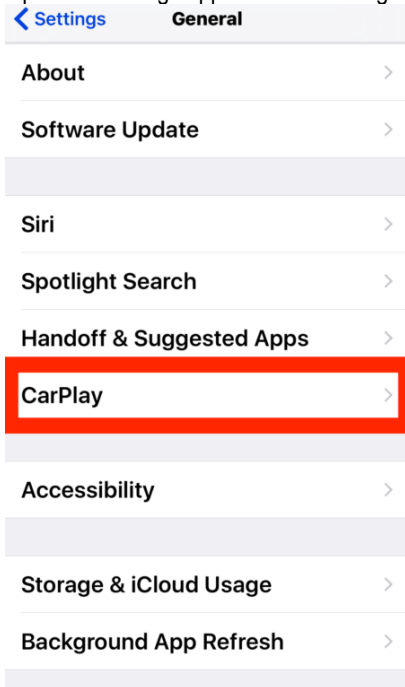 Settings
General
About
Software Update
Siri
Spotlight Search
Handoff & Suggested Apps
CarPlay
Accessibility
Storage & iCloud Usage
Background App Refresh